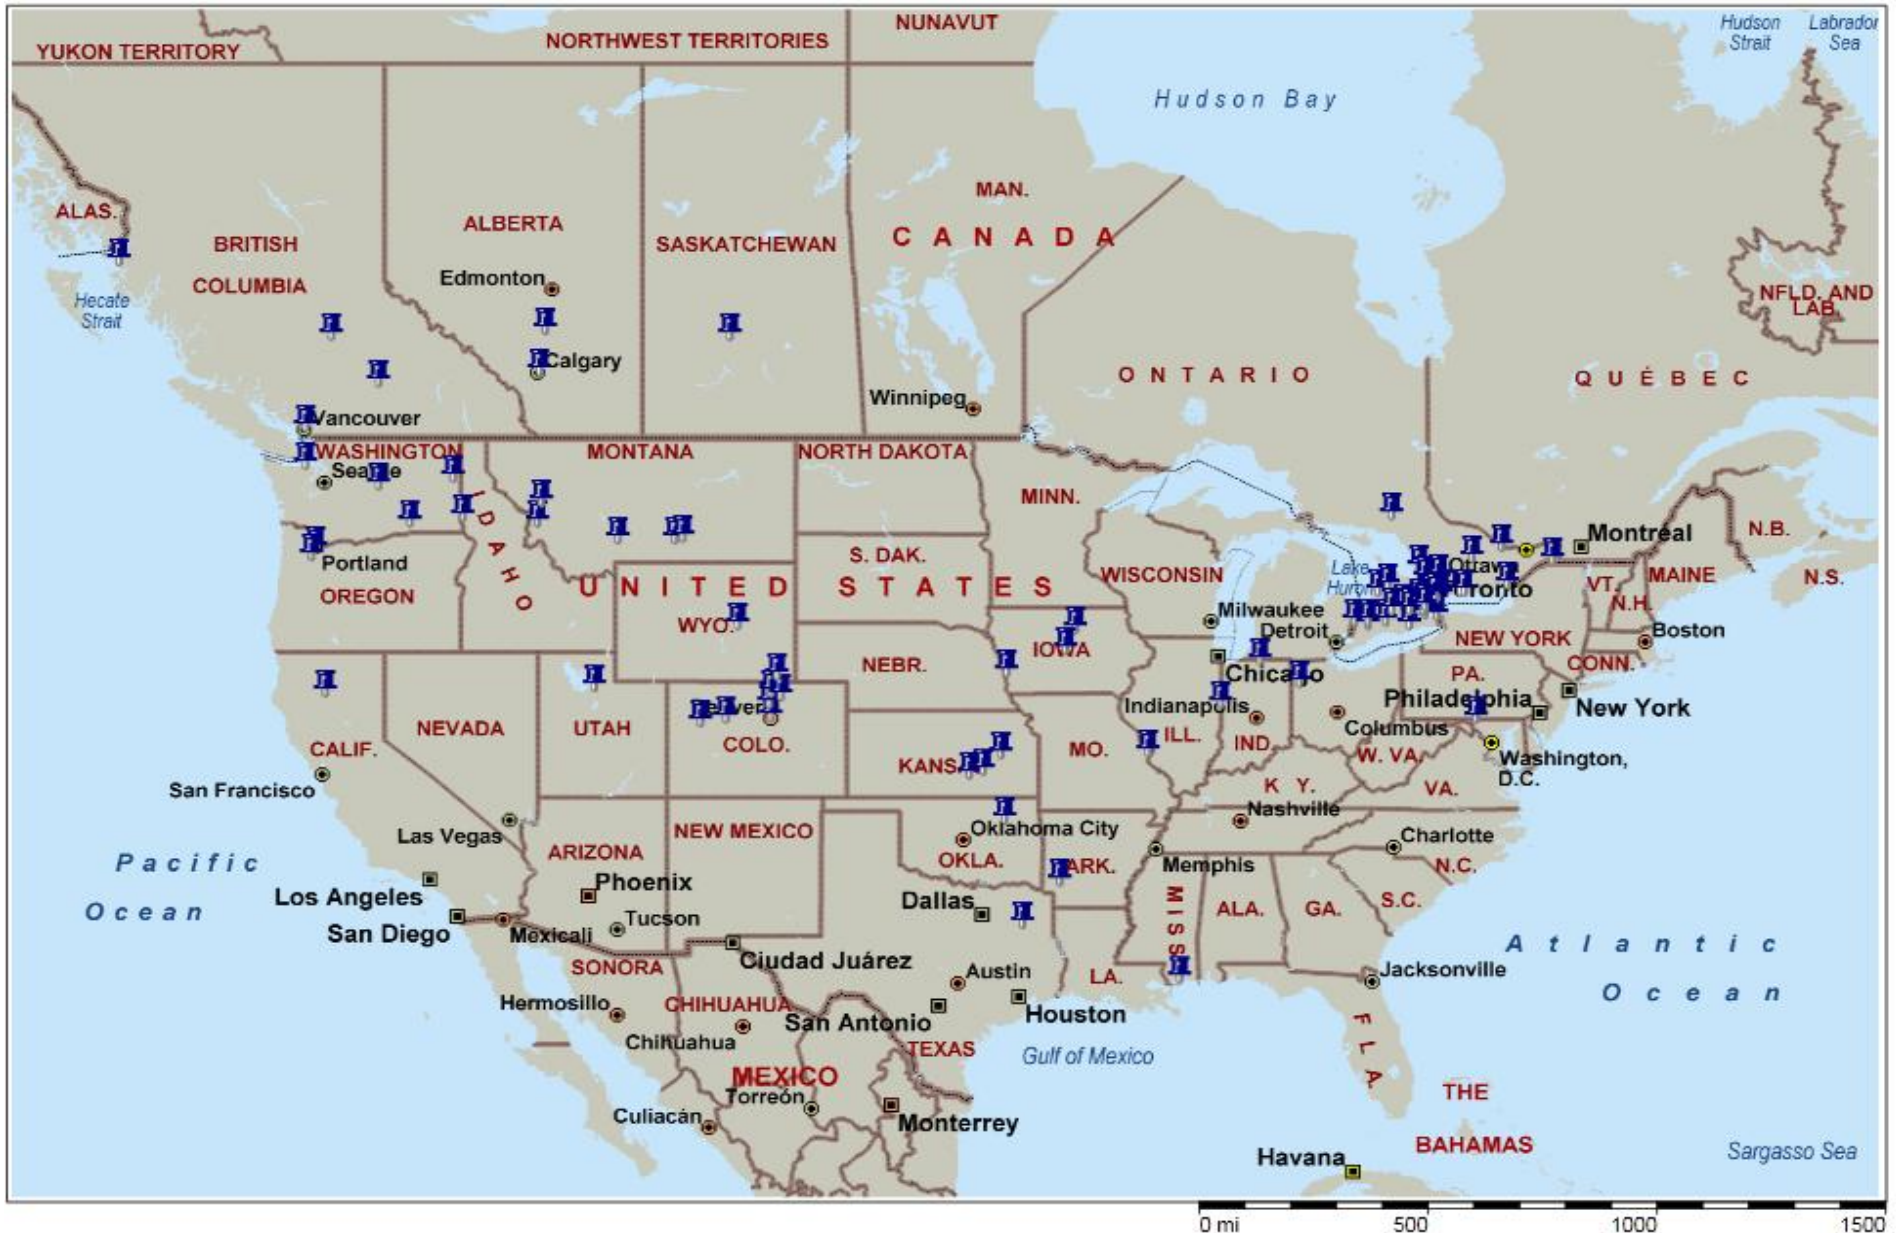 Hudson
Strait
Labrador
Sea
NUNAVUT
YUKON TERRITORY
NORTHWEST TERRITORIES
Hudson Bay
MAN.
ALAS.
BRITISH
COLUMBIA
ALBERTA
SASKATCHEWAN
CANADA
Edmonton
Hecate
Strait
NFLD. AND
LAB.
Calgary
ONTARIO
QUÉBEC
Winnipeg
Vancouver
WASHINGTON
MONTANA
NORTH DAKOTA
MINN.
IDAHO
Montreal
N.B.
Portland
S. DAK.
WISCONSIN
Lake
Huron
MAINE
N.S.
OREGON
UNITED STATES
VT.
N.H.
WYO.
Milwaukee
Detroit
NEW YORK
Boston
IOWA
NEBR.
CONN.
PA.
Philadelphia
New York
NEVADA
UTAH
Indianapolis
Columbus
CALIF.
COLO.
KANS.
MO.
ILL.
IND.
W. VA.
Washington,
D.C.
San Francisco
KY.
VA.
Nashville
Las Vegas
NEW MEXICO
Oklahoma City
Charlotte
ARIZONA
OKLA.
ARK.
Memphis
N.C.
Pacific
Ocean
Los Angeles
Phoenix
Dallas
MISS
ALA.
GA.
S.C.
San Diego
Mexicali
Tucson
Atlantic
Ocean
SONORA
Ciudad Juárez
Austin
LA.
Jacksonville
Hermosillo
CHIHUAHUA
San Antonio
Houston
Chihuahua
TEXAS
Gulf of Mexico
FLA
MEXICO
Torreón
THE
BAHAMAS
Culiacán
Monterrey
Havana
Sargasso Sea
0 mi 500 1000 1500